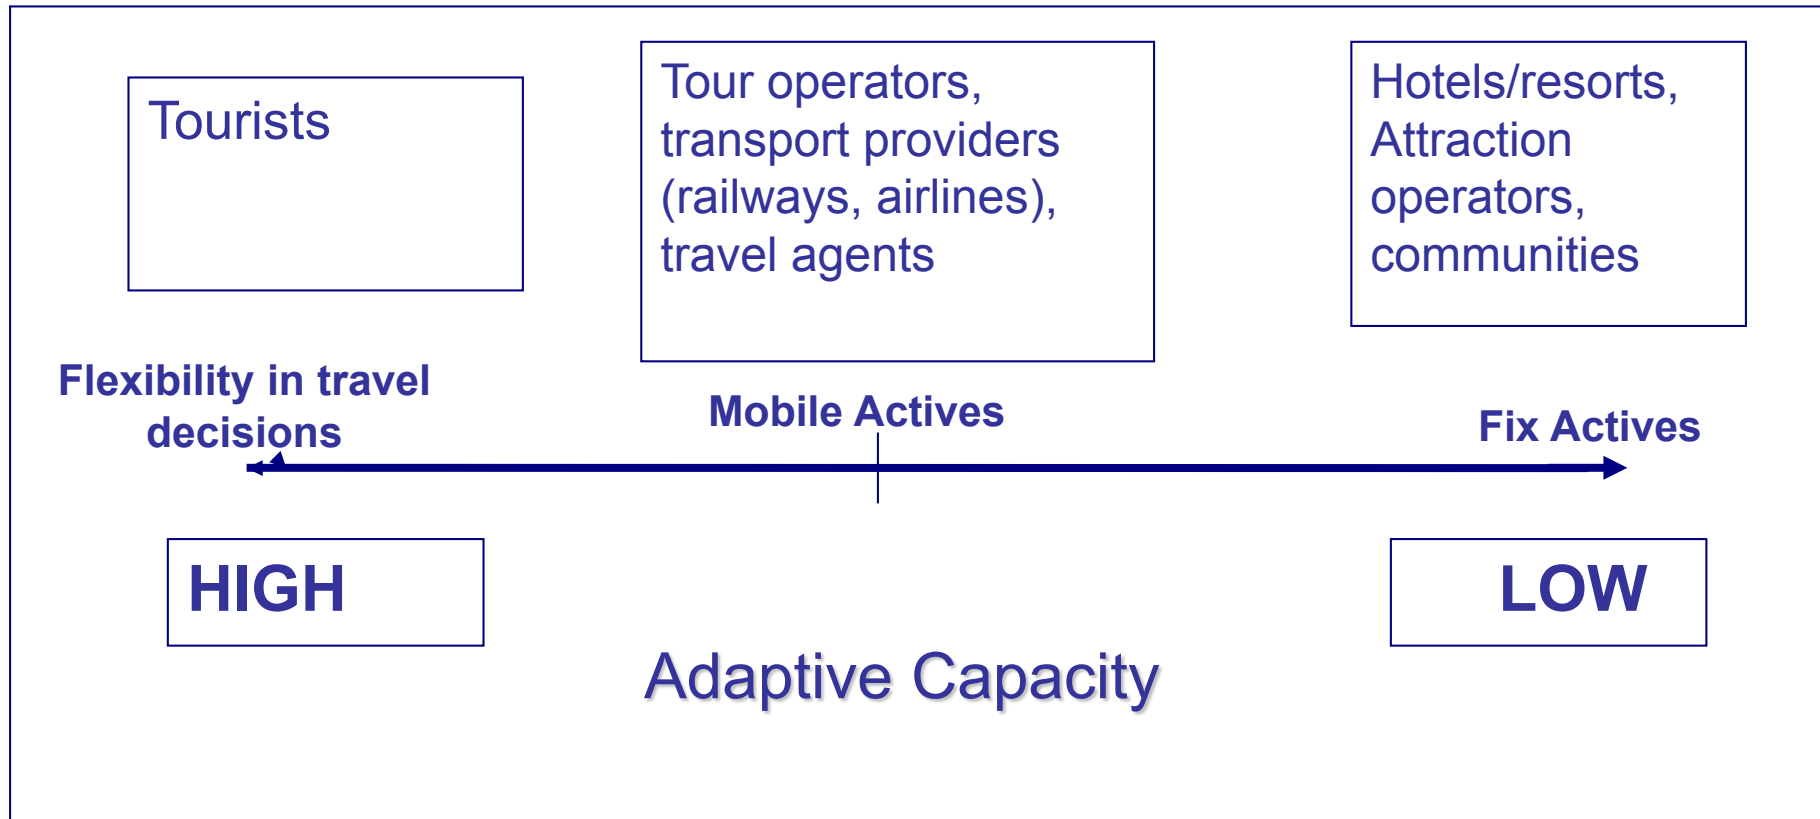 Tourists
Tour operators,
transport providers
(railways, airlines),
travel agents
Hotels/resorts,
Attraction
operators,
communities
Flexibility in travel
decisions
Mobile Actives
Fix Actives
HIGH
LOW
Adaptive Capacity